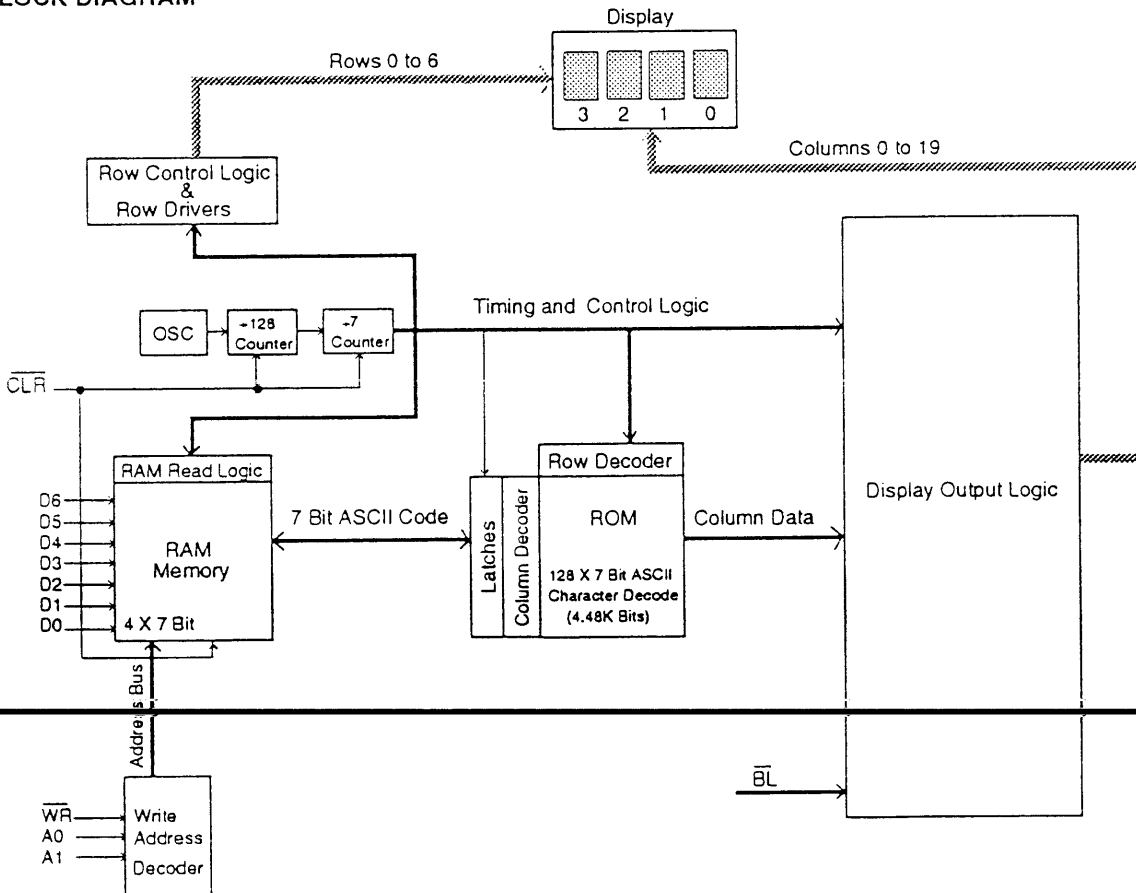 DIAGRAM
Display
Rows 0 to 6
3 2 1 0
Columns 0 to 19
Row Control Logic
&
Row Drivers
Timing and Control Logic
OSC
÷128
Counter
÷7
Counter
CLR
RAM Read Logic
Row Decoder
D6
D5
D4
D3
D2
D1
D0
RAM
Memory
4 X 7 Bit
7 Bit ASCII Code
Latches
Column Decoder
ROM
128 X 7 Bit ASCII
Character Decode
(4.48K Bits)
Column Data
Display Output Logic
Address Bus
BL
WR
A0
A1
Write
Address
Decoder